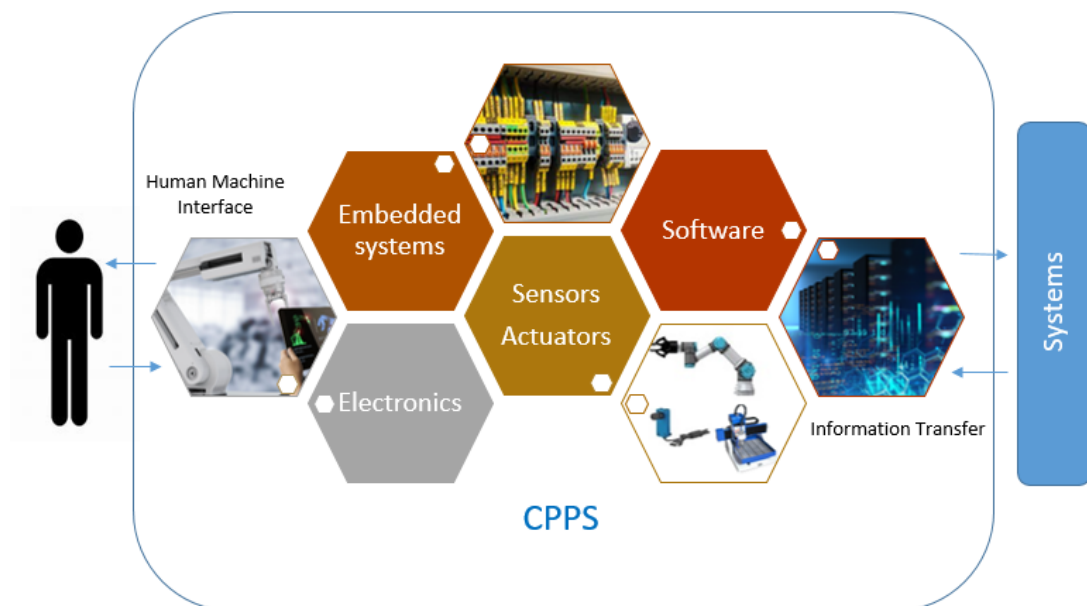 Human Machine
Interface
Embedded
systems
Software
Sensors
Actuators
Electronics
Information Transfer
CPPS
Systems